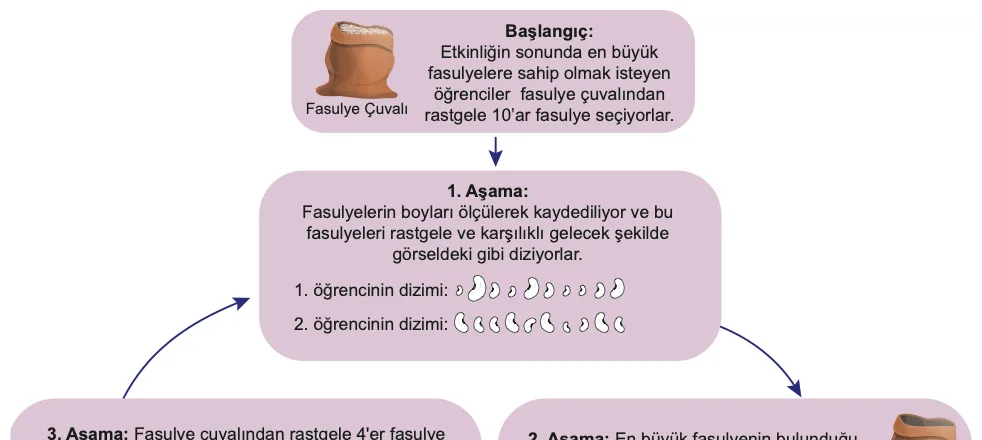 Başlangıç:
Etkinliğin sonunda en büyük
fasulyelere sahip olmak isteyen
öğrenciler fasulye çuvalından
rastgele 10’ar fasulye seçiyorlar.
Fasulye Çuvalı
1. Aşama:
Fasulyelerin boyları ölçülerek kaydediliyor ve bu
fasulyeleri rastgele ve karşılıklı gelecek şekilde
görseldeki gibi diziyorlar.
1. öğrencinin dizimi:
2. öğrencinin dizimi:
3. Aşama: Fasulye çuvalından rastgele 4'er fasulye
2. Aşama: En büyük fasulyenin bulunduğu